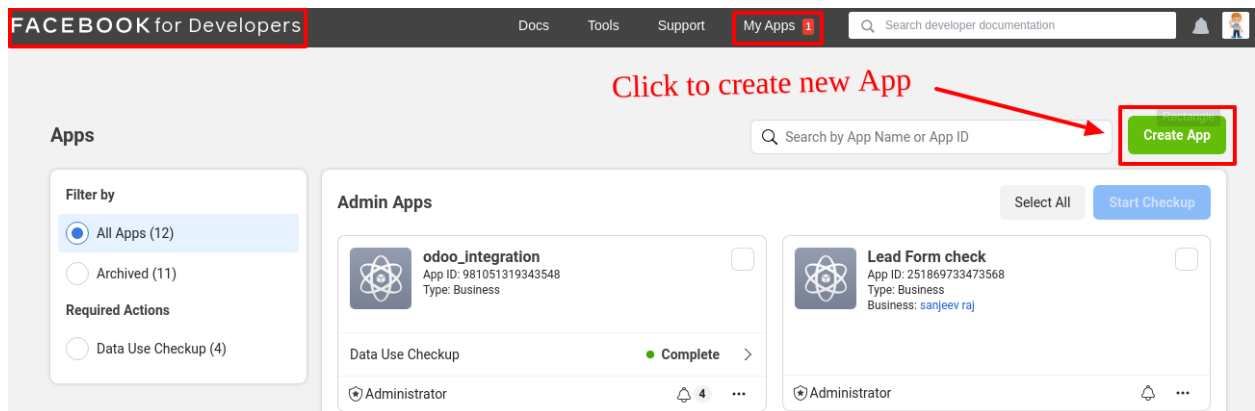 FACEBOOK for Developers
Docs
Tools
Support
My Apps 1
Search developer documentation
Click to create new App
Apps
Search by App Name or App ID
Rectangle
Create App
Filter by
All Apps (12)
Archived (11)
Required Actions
Data Use Checkup (4)
Admin Apps
Select All
Start Checkup
odoo_integration
App ID: 981051319343548
Type: Business
Data Use Checkup
Complete
Administrator
4
Lead Form check
App ID: 251869733473568
Type: Business
Business: sanjeev raj
Administrator